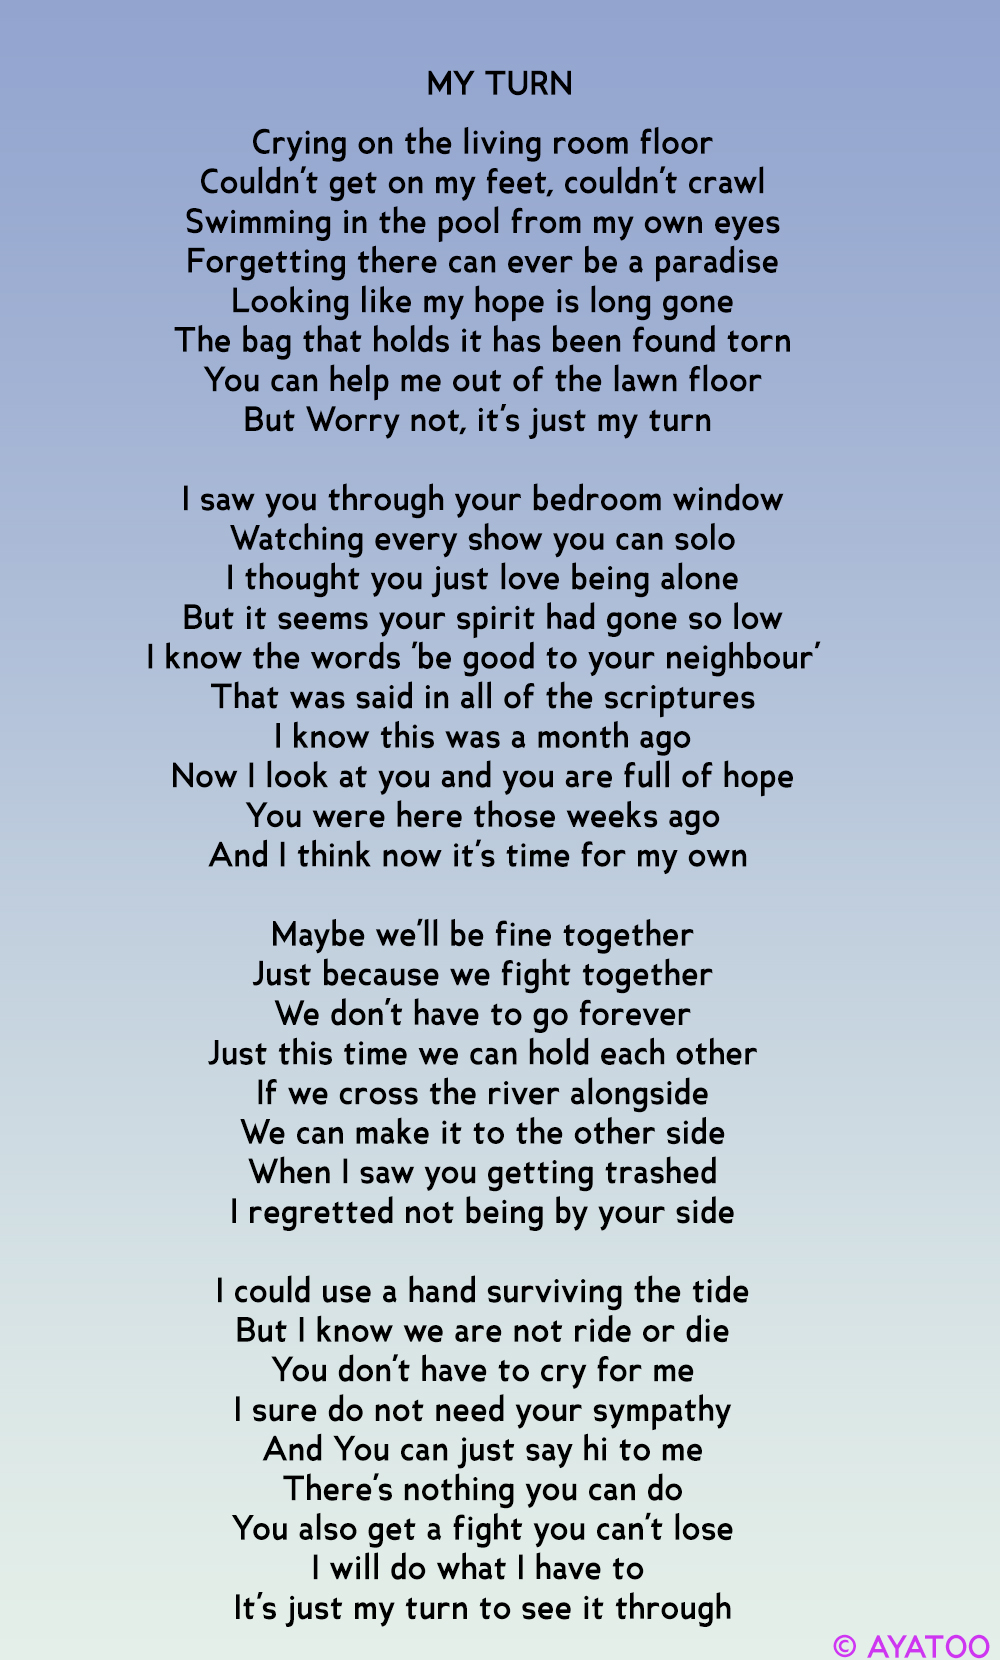 MY TURN
Crying on the living room floor
Couldn't get on my feet, couldn't crawl
Swimming in the pool from my own eyes
Forgetting there can ever be a paradise
Looking like my hope is long gone
The bag that holds it has been found torn
You can help me out of the lawn floor
But Worry not, it's just my turn
I saw you through your bedroom window
Watching every show you can solo
I thought you just love being alone
But it seems your spirit had gone so low
I know the words 'be good to your neighbour'
That was said in all of the scriptures
I know this was a month ago
Now I look at you and you are full of hope
You were here those weeks ago
And I think now it's time for my own
Maybe we'll be fine together
Just because we fight together
We don't have to go forever
Just this time we can hold each other
If we cross the river alongside
We can make it to the other side
When I saw you getting trashed
I regretted not being by your side
I could use a hand surviving the tide
But I know we are not ride or die
You don't have to cry for me
I sure do not need your sympathy
And You can just say hi to me
There's nothing you can do
You also get a fight you can't lose
I will do what I have to
It's just my turn to see it through
© AYATOO